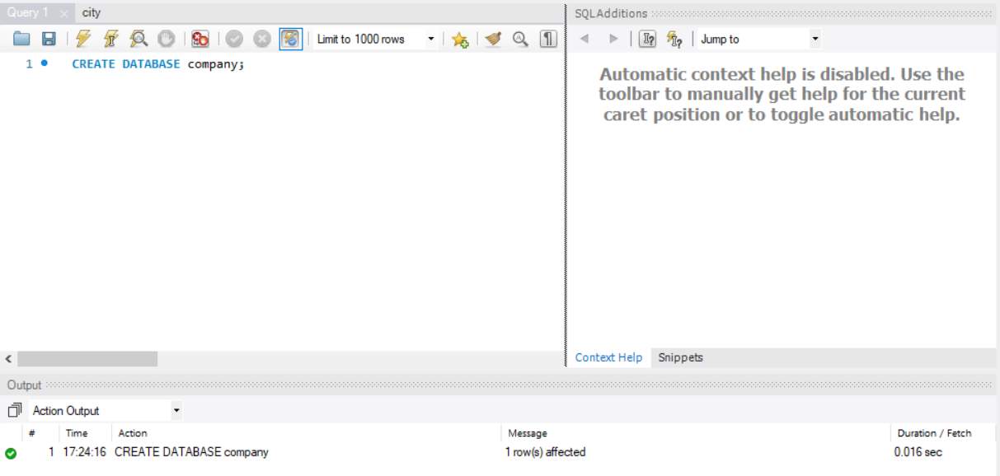 Query 1 × city
SQLAdditions
Limit to 1000 rows
Jump to
1 CREATE DATABASE company;
Automatic context help is disabled. Use the
toolbar to manually get help for the current
caret position or to toggle automatic help.
Context Help Snippets
Output
Action Output
# Time Action Message Duration / Fetch
1 17:24:16 CREATE DATABASE company 1 row(s) affected 0.016 sec